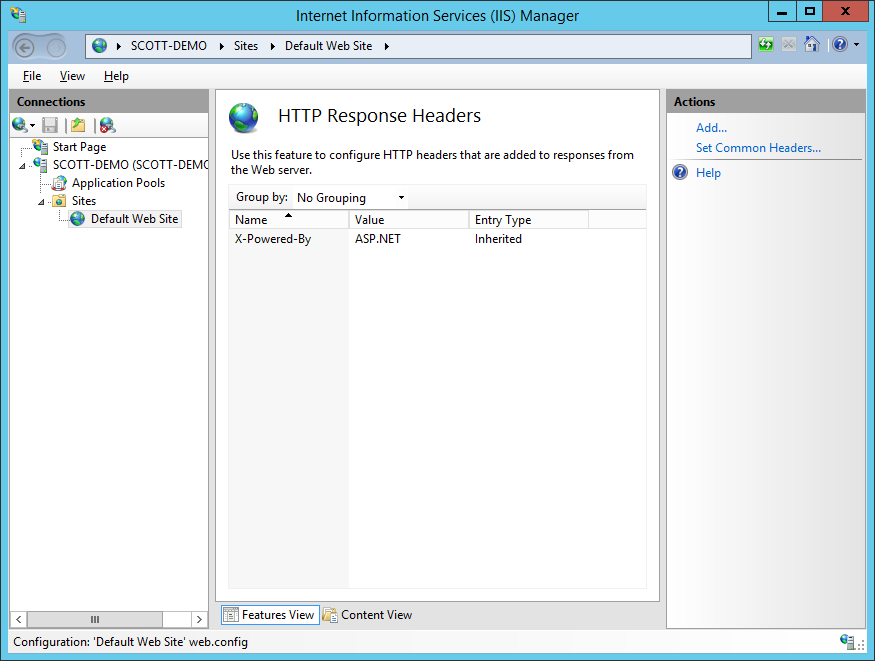 Internet Information Services (IIS) Manager
SCOTT-DEMO Sites Default Web Site
File View Help
Connections
Start Page
SCOTT-DEMO (SCOTT-DEMO
Application Pools
Sites
Default Web Site
HTTP Response Headers
Use this feature to configure HTTP headers that are added to responses from
the Web server.
Group by: No Grouping
Name Value Entry Type
X-Powered-By ASP.NET Inherited
Features View Content View
Actions
Add...
Set Common Headers...
Help
Configuration: 'Default Web Site' web.config